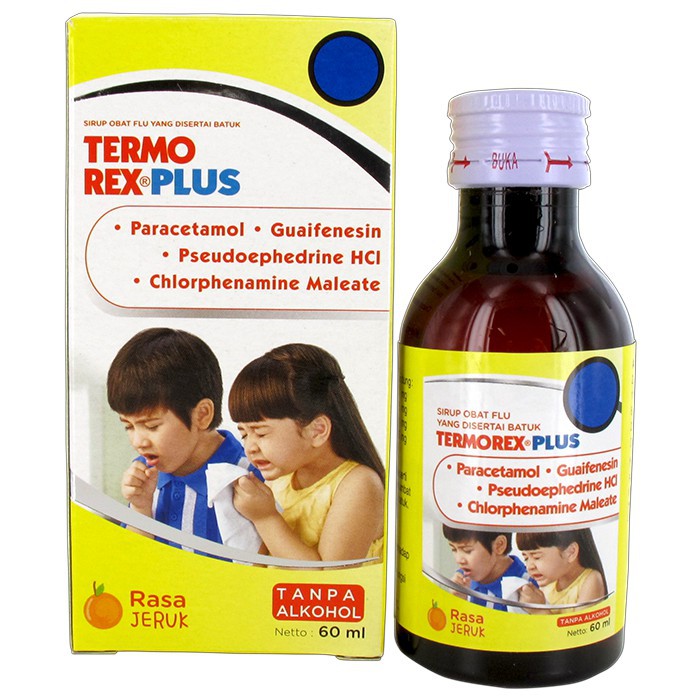 SIRUP OBAT FLU YANG DISERTAI BATUK
TERMO
REX® PLUS
• Paracetamol • Guaifenesin
• Pseudoephedrine HCl
• Chlorphenamine Maleate
Rasa
JERUK
TANPA
ALKOHOL
Netto : 60 ml
BUKA
SIRUP OBAT FLU
YANG DISERTAI BATUK
TERMOREX® PLUS
• Paracetamol • Guaifenesin
• Pseudoephedrine HCl
• Chlorphenamine Maleate
Rasa
JERUK
TANPA ALKOHOL
Netto: 60 ml